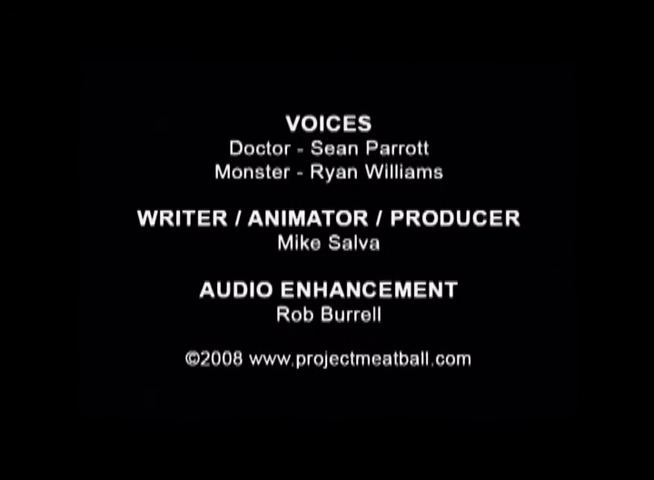 VOICES
Doctor - Sean Parrott
Monster - Ryan Williams
WRITER / ANIMATOR / PRODUCER
Mike Salva
AUDIO ENHANCEMENT
Rob Burrell
©2008 www.projectmeatball.com